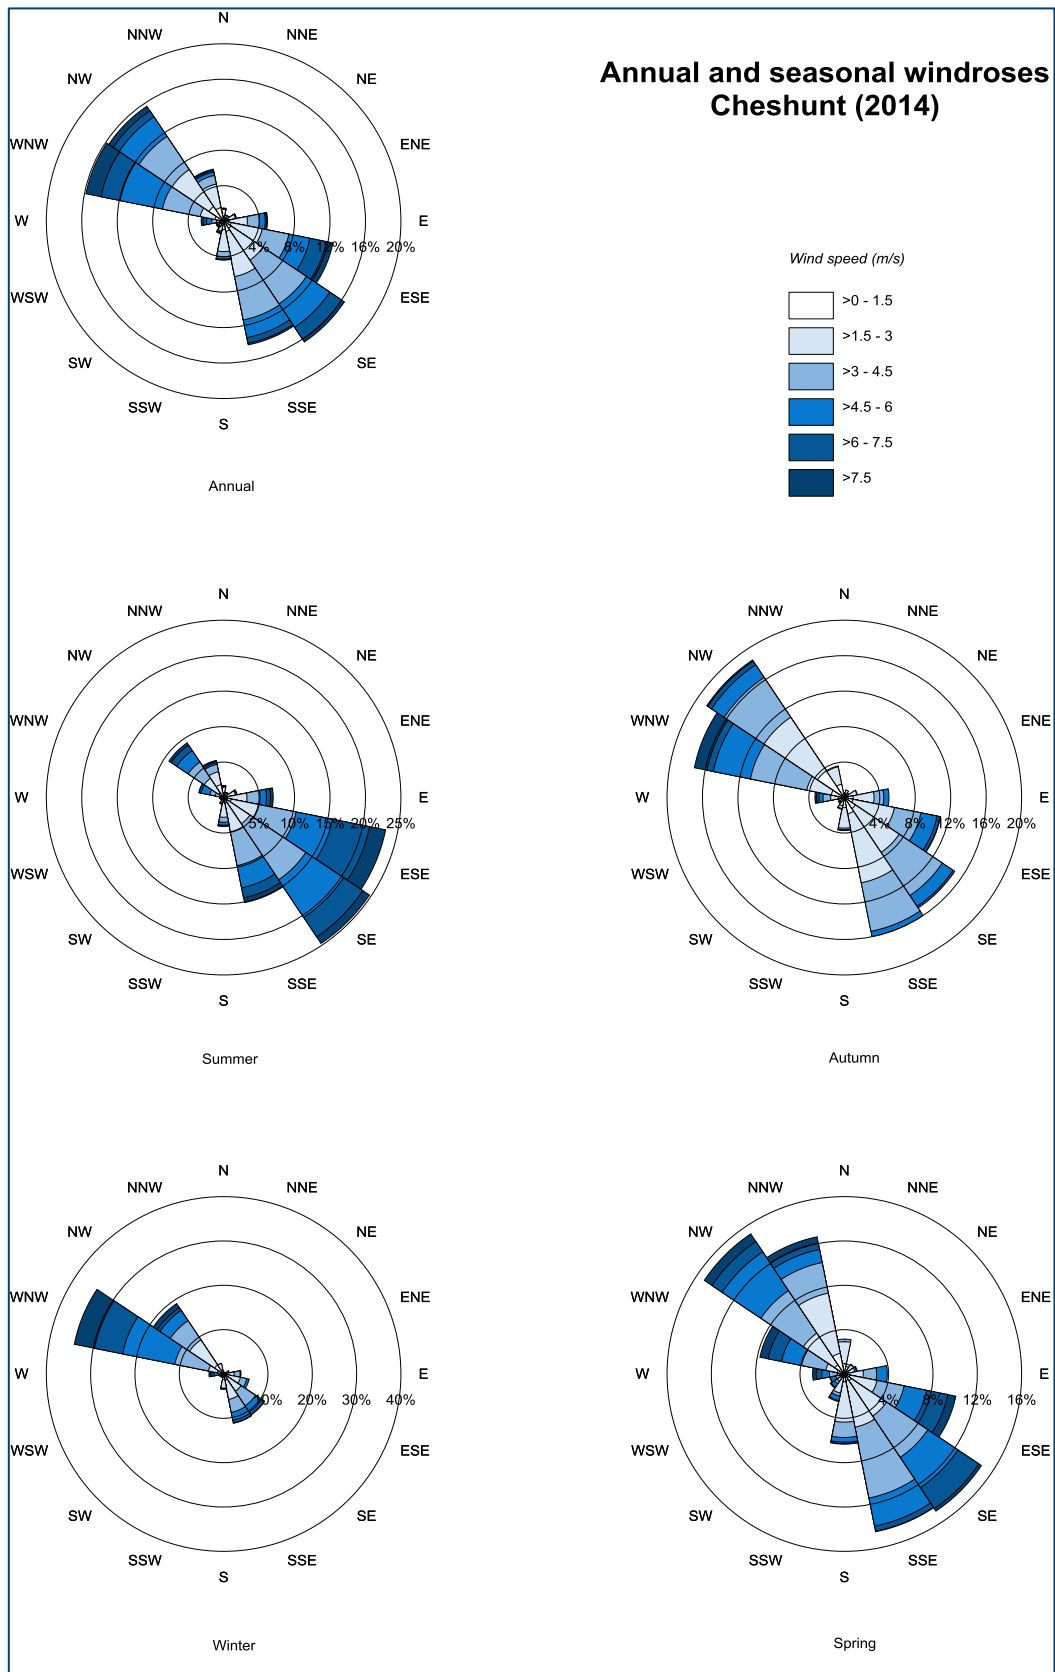 Annual and seasonal windroses
Cheshunt (2014)
N
NNW NNE
NW NE
WNW ENE
W E
4% 8% 12% 16% 20%
WSW ESE
SW SE
SSW SSE
S
Annual
Wind speed (m/s)
>0 - 1.5
>1.5 - 3
>3 - 4.5
>4.5 - 6
>6 - 7.5
>7.5
N
NNW NNE
NW NE
WNW ENE
W E
5% 10% 15% 20% 25%
WSW ESE
SW SE
SSW SSE
S
Summer
N
NNW NNE
NW NE
WNW ENE
W E
4% 8% 12% 16% 20%
WSW ESE
SW SE
SSW SSE
S
Autumn
N
NNW NNE
NW NE
WNW ENE
W E
10% 20% 30% 40%
WSW ESE
SW SE
SSW SSE
S
Winter
N
NNW NNE
NW NE
WNW ENE
W E
4% 8% 12% 16%
WSW ESE
SW SE
SSW SSE
S
Spring